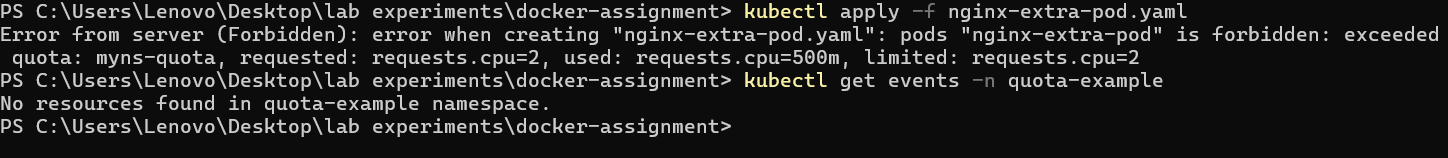 PS C:\Users\Lenovo\Desktop\lab experiments\docker-assignment> kubectl apply -f nginx-extra-pod.yaml
Error from server (Forbidden): error when creating "nginx-extra-pod.yaml": pods "nginx-extra-pod" is forbidden: exceeded
 quota: myns-quota, requested: requests.cpu=2, used: requests.cpu=500m, limited: requests.cpu=2
PS C:\Users\Lenovo\Desktop\lab experiments\docker-assignment> kubectl get events -n quota-example
No resources found in quota-example namespace.
PS C:\Users\Lenovo\Desktop\lab experiments\docker-assignment>